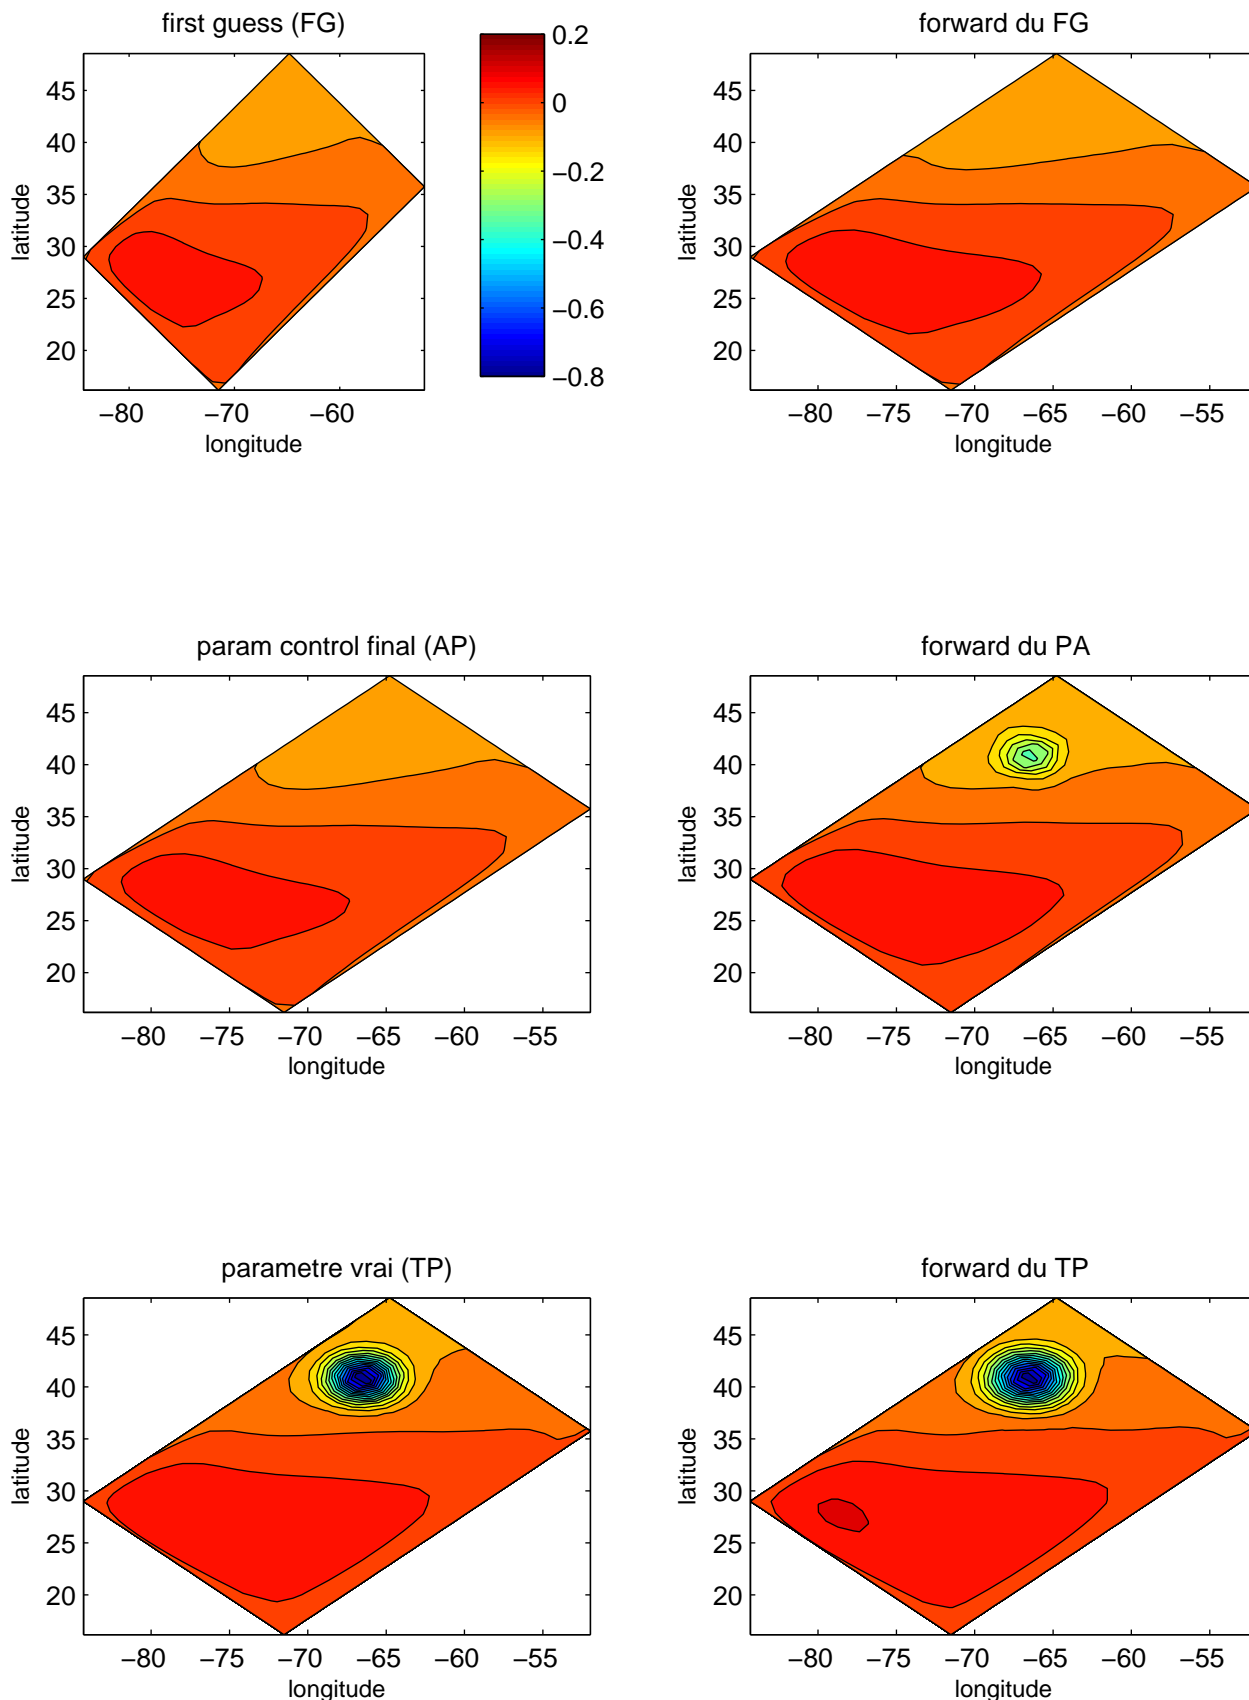 first guess (FG)
45
40
35
30
25
20
latitude
−80 −70 −60
longitude
0.2
0
−0.2
−0.4
−0.6
−0.8
forward du FG
45
40
35
30
25
20
latitude
−80 −75 −70 −65 −60 −55
longitude
param control final (AP)
45
40
35
30
25
20
latitude
−80 −75 −70 −65 −60 −55
longitude
forward du PA
45
40
35
30
25
20
latitude
−80 −75 −70 −65 −60 −55
longitude
parametre vrai (TP)
45
40
35
30
25
20
latitude
−80 −75 −70 −65 −60 −55
longitude
forward du TP
45
40
35
30
25
20
latitude
−80 −75 −70 −65 −60 −55
longitude